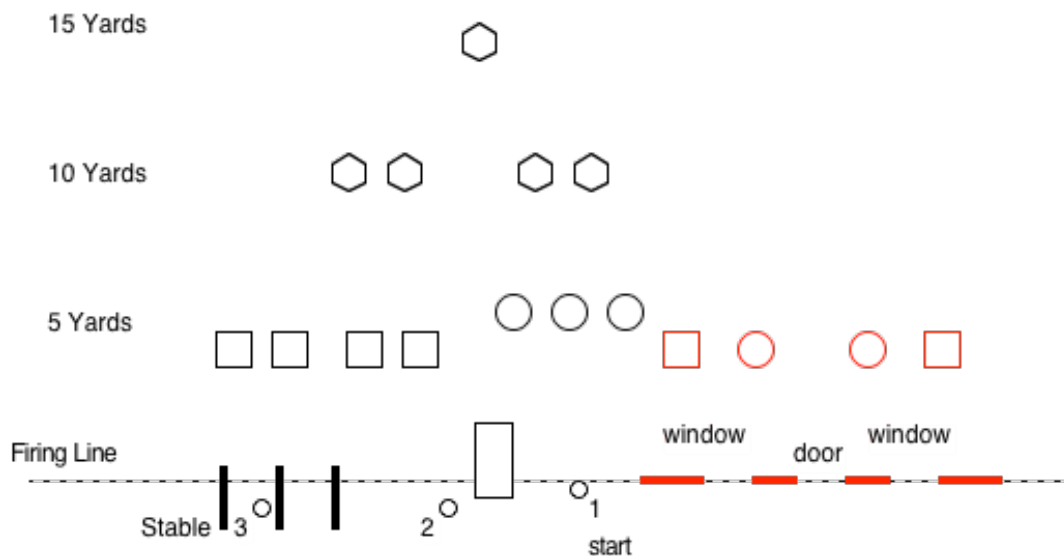 15 Yards
10 Yards
5 Yards
window
window
Firing Line
door
Stable
3
2
1
start